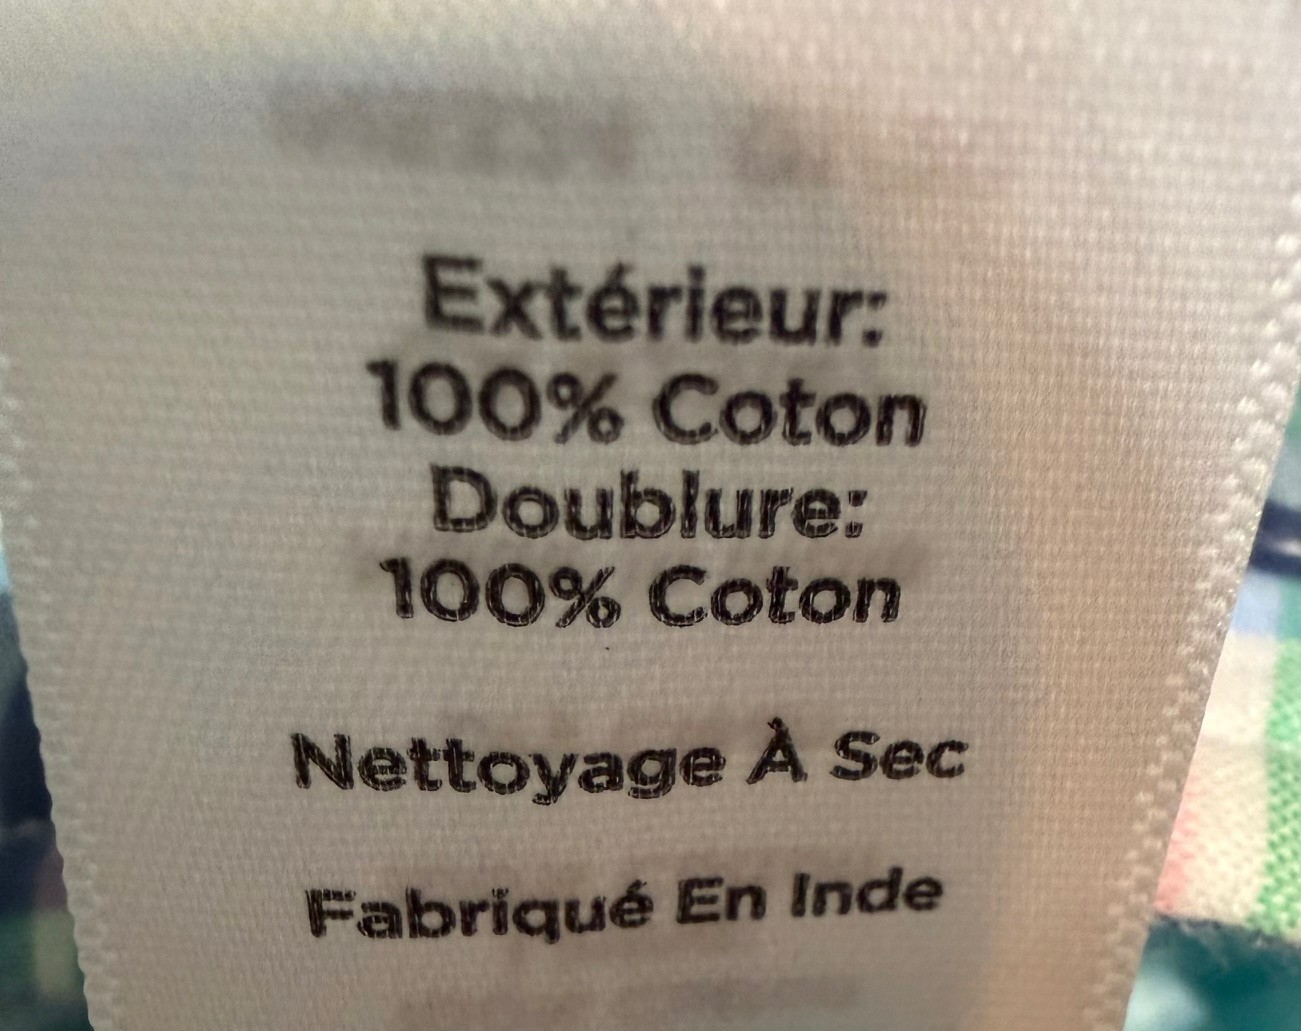 Extérieur:
100% Coton
Doublure:
100% Coton
Nettoyage À Sec
Fabriqué En Inde